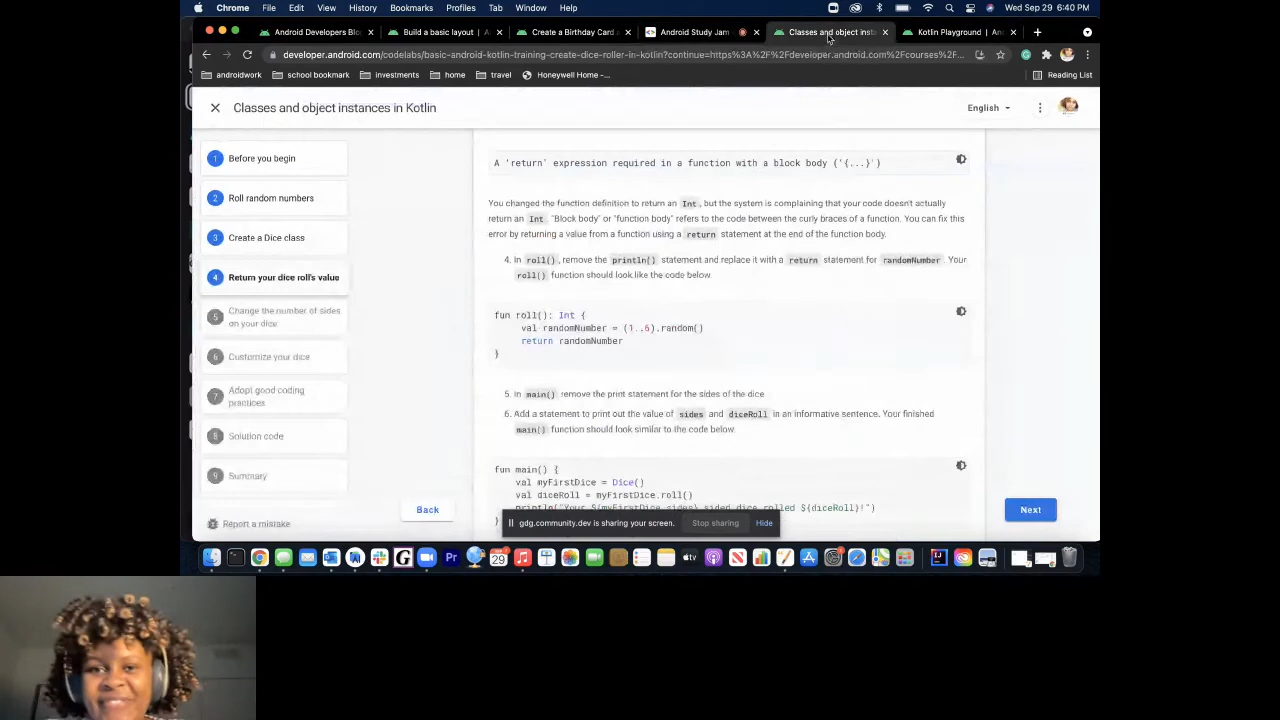 Chrome File Edit View History Bookmarks Profiles Tab Window Help Wed Sep 29 6:40 PM
Android Developers Blo Build a basic layout | A Create a Birthday Card a Android Study Jam Classes and object insta Kotlin Playground | And
developer.android.com/codelabs/basic-android-kotlin-training-create-dice-roller-in-kotlin?continue=https%3A%2F%2Fdeveloper.android.com%2Fcourses%2F...
androidwork school bookmark investments home travel Honeywell Home -... Reading List
Classes and object instances in Kotlin English
1 Before you begin
2 Roll random numbers
3 Create a Dice class
4 Return your dice roll's value
5 Change the number of sides
on your dice
6 Customize your dice
7 Adopt good coding
practices
8 Solution code
9 Summary
Report a mistake
A 'return' expression required in a function with a block body ('{...}')
You changed the function definition to return an Int, but the system is complaining that your code doesn't actually
return an Int "Block body" or "function body" refers to the code between the curly braces of a function. You can fix this
error by returning a value from a function using a return statement at the end of the function body.
4. In roll(), remove the println() statement and replace it with a return statement for randomNumber. Your
roll() function should look like the code below.
fun roll(): Int {
val randomNumber = (1..6).random()
return randomNumber
}
5. In main() remove the print statement for the sides of the dice
6. Add a statement to print out the value of sides and diceRoll in an informative sentence. Your finished
main() function should look similar to the code below.
fun main() {
val myFirstDice = Dice()
val diceRoll = myFirstDice.roll()
println("Your ${myFirstDice.sides} sided dice rolled ${diceRoll}!")
}
Back
Next
gdg.community.dev is sharing your screen. Stop sharing Hide